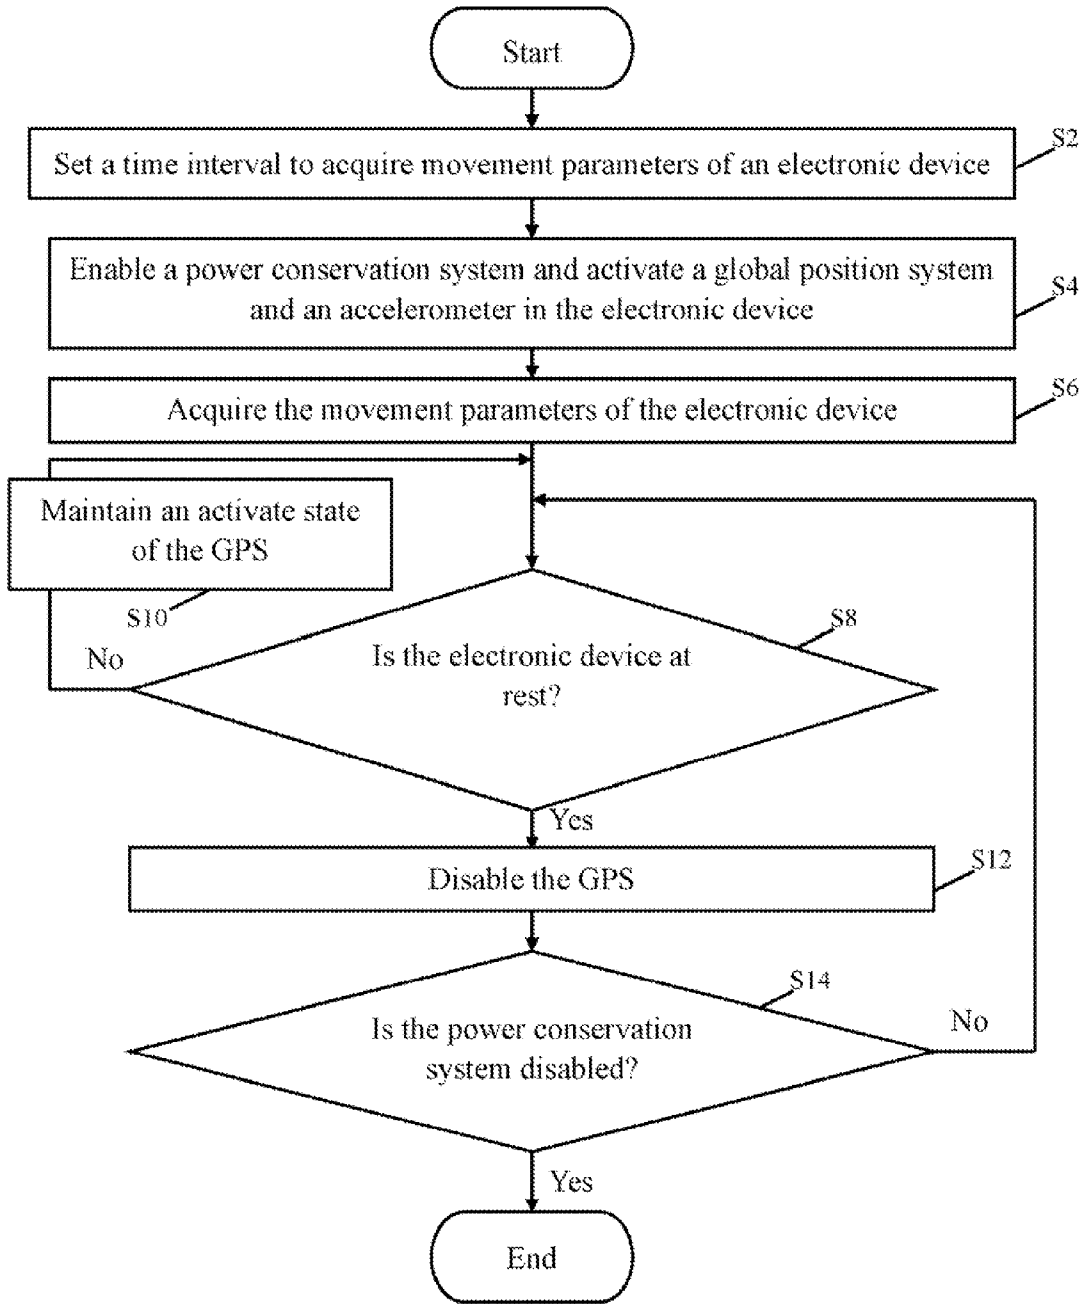 Start
S2
Set a time interval to acquire movement parameters of an electronic device
Enable a power conservation system and activate a global position system
and an accelerometer in the electronic device
S4
S6
Acquire the movement parameters of the electronic device
Maintain an activate state
of the GPS
S10
S8
No
Is the electronic device at
rest?
Yes
S12
Disable the GPS
S14
Is the power conservation
system disabled?
No
Yes
End